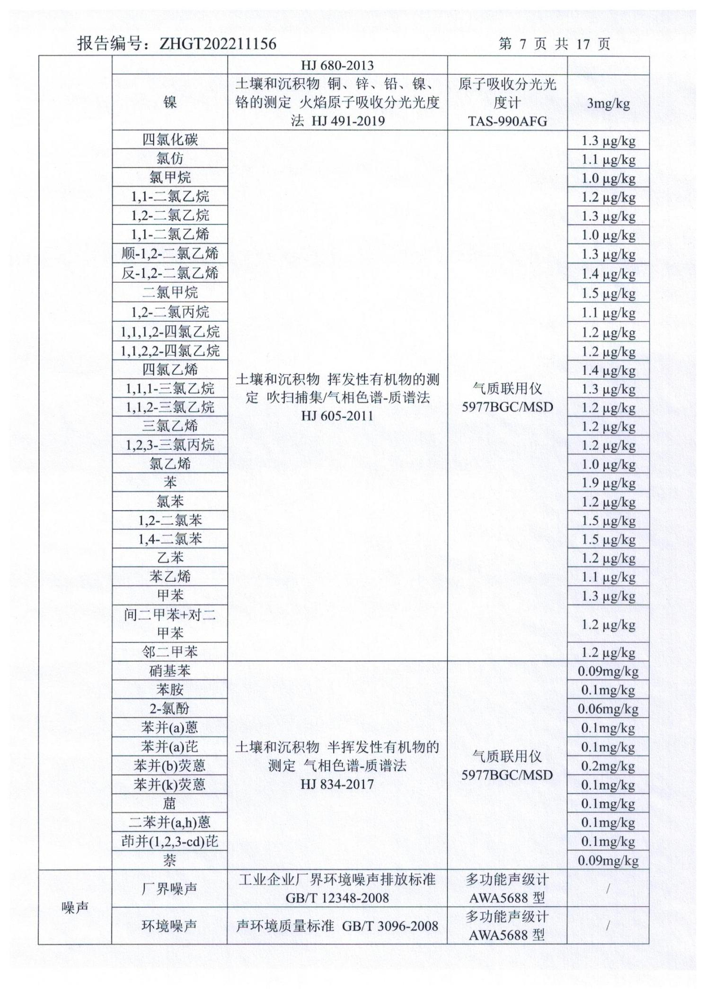 报告编号：ZHGT202211156
第 7 页 共 17 页
HJ 680-2013
镍
土壤和沉积物 铜、锌、铅、镍、
铬的测定 火焰原子吸收分光光度
法 HJ 491-2019
原子吸收分光光
度计
TAS-990AFG
3mg/kg
四氯化碳
1.3 μg/kg
氯仿
1.1 μg/kg
氯甲烷
1.0 μg/kg
1,1-二氯乙烷
1.2 μg/kg
1,2-二氯乙烷
1.3 μg/kg
1,1-二氯乙烯
1.0 μg/kg
顺-1,2-二氯乙烯
1.3 μg/kg
反-1,2-二氯乙烯
1.4 μg/kg
二氯甲烷
1.5 μg/kg
1,2-二氯丙烷
1.1 μg/kg
1,1,1,2-四氯乙烷
1.2 μg/kg
1,1,2,2-四氯乙烷
1.2 μg/kg
四氯乙烯
1.4 μg/kg
土壤和沉积物 挥发性有机物的测
定 吹扫捕集/气相色谱-质谱法
HJ 605-2011
气质联用仪
5977BGC/MSD
1,1,1-三氯乙烷
1.3 μg/kg
1,1,2-三氯乙烷
1.2 μg/kg
三氯乙烯
1.2 μg/kg
1,2,3-三氯丙烷
1.2 μg/kg
氯乙烯
1.0 μg/kg
苯
1.9 μg/kg
氯苯
1.2 μg/kg
1,2-二氯苯
1.5 μg/kg
1,4-二氯苯
1.5 μg/kg
乙苯
1.2 μg/kg
苯乙烯
1.1 μg/kg
甲苯
1.3 μg/kg
间二甲苯+对二
甲苯
1.2 μg/kg
邻二甲苯
1.2 μg/kg
硝基苯
0.09mg/kg
苯胺
0.1mg/kg
2-氯酚
0.06mg/kg
苯并(a)蒽
0.1mg/kg
苯并(a)芘
0.1mg/kg
土壤和沉积物 半挥发性有机物的
测定 气相色谱-质谱法
HJ 834-2017
气质联用仪
5977BGC/MSD
苯并(b)荧蒽
0.2mg/kg
苯并(k)荧蒽
0.1mg/kg
䓛
0.1mg/kg
二苯并(a,h)蒽
0.1mg/kg
茚并(1,2,3-cd)芘
0.1mg/kg
萘
0.09mg/kg
噪声
厂界噪声
工业企业厂界环境噪声排放标准
GB/T 12348-2008
多功能声级计
AWA5688 型
/
环境噪声
声环境质量标准 GB/T 3096-2008
多功能声级计
AWA5688 型
/